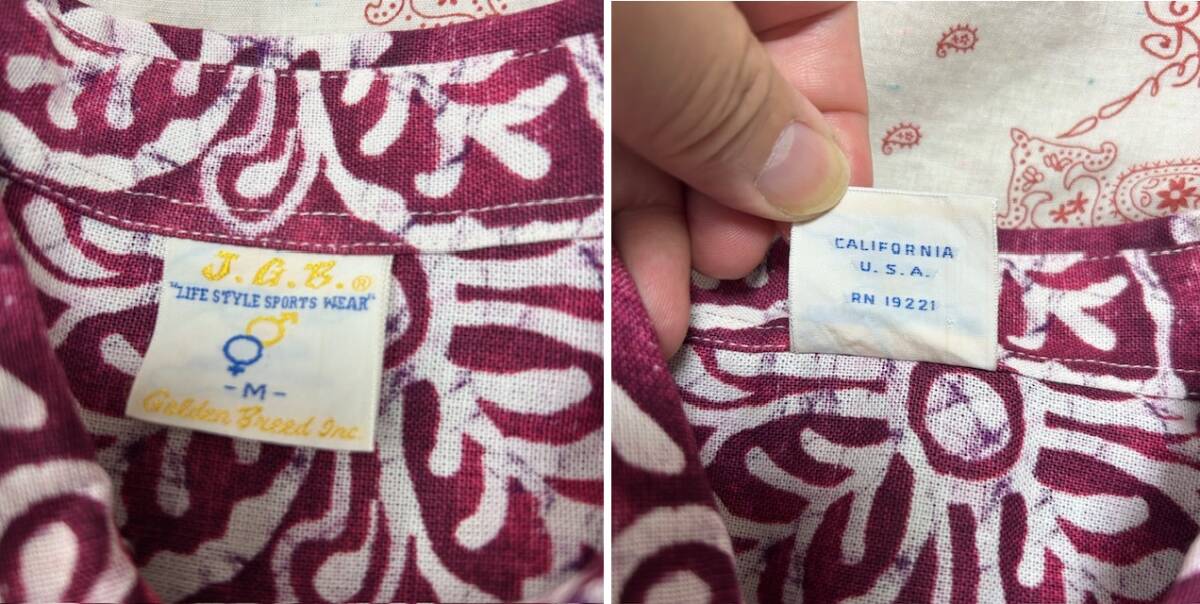 J.G.B.®
"LIFE STYLE SPORTS WEAR"
-M-
Golden Breed Inc.
CALIFORNIA
U.S.A.
RN 19221